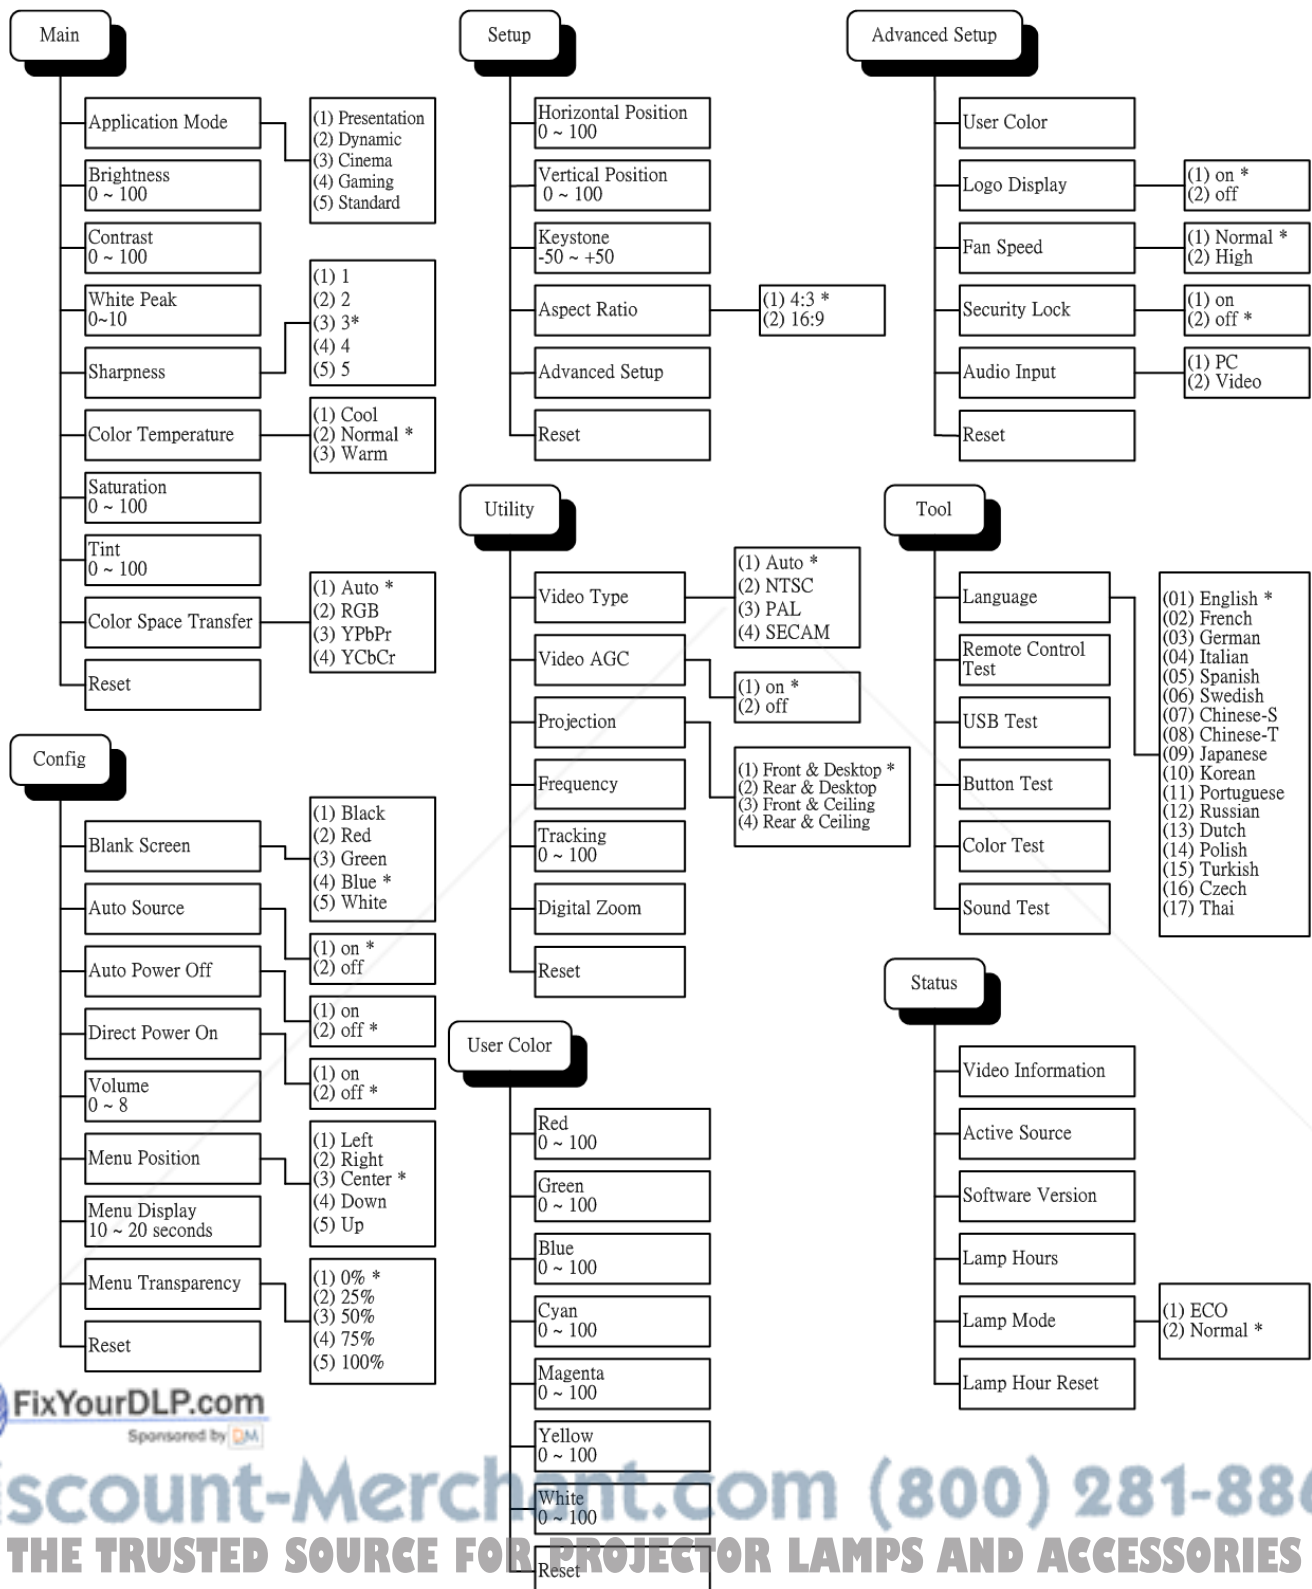 Main
Application Mode
(1) Presentation
(2) Dynamic
(3) Cinema
(4) Gaming
(5) Standard
Brightness
0 ~ 100
Contrast
0 ~ 100
White Peak
0~10
Sharpness
(1) 1
(2) 2
(3) 3*
(4) 4
(5) 5
Color Temperature
(1) Cool
(2) Normal *
(3) Warm
Saturation
0 ~ 100
Tint
0 ~ 100
Color Space Transfer
(1) Auto *
(2) RGB
(3) YPbPr
(4) YCbCr
Reset
Config
Blank Screen
(1) Black
(2) Red
(3) Green
(4) Blue *
(5) White
Auto Source
(1) on *
(2) off
Auto Power Off
(1) on
(2) off *
Direct Power On
(1) on
(2) off *
Volume
0 ~ 8
Menu Position
(1) Left
(2) Right
(3) Center *
(4) Down
(5) Up
Menu Display
10 ~ 20 seconds
Menu Transparency
(1) 0% *
(2) 25%
(3) 50%
(4) 75%
(5) 100%
Reset
Setup
Horizontal Position
0 ~ 100
Vertical Position
0 ~ 100
Keystone
-50 ~ +50
Aspect Ratio
(1) 4:3 *
(2) 16:9
Advanced Setup
Reset
Utility
Video Type
(1) Auto *
(2) NTSC
(3) PAL
(4) SECAM
Video AGC
(1) on *
(2) off
Projection
(1) Front & Desktop *
(2) Rear & Desktop
(3) Front & Ceiling
(4) Rear & Ceiling
Frequency
Tracking
0 ~ 100
Digital Zoom
Reset
User Color
Red
0 ~ 100
Green
0 ~ 100
Blue
0 ~ 100
Cyan
0 ~ 100
Magenta
0 ~ 100
Yellow
0 ~ 100
White
0 ~ 100
Reset
Advanced Setup
User Color
Logo Display
(1) on *
(2) off
Fan Speed
(1) Normal *
(2) High
Security Lock
(1) on
(2) off *
Audio Input
(1) PC
(2) Video
Reset
Tool
Language
(01) English *
(02) French
(03) German
(04) Italian
(05) Spanish
(06) Swedish
(07) Chinese-S
(08) Chinese-T
(09) Japanese
(10) Korean
(11) Portuguese
(12) Russian
(13) Dutch
(14) Polish
(15) Turkish
(16) Czech
(17) Thai
Remote Control
Test
USB Test
Button Test
Color Test
Sound Test
Status
Video Information
Active Source
Software Version
Lamp Hours
Lamp Mode
(1) ECO
(2) Normal *
Lamp Hour Reset
FixYourDLP.com
Sponsored by DM
iscount-Merchant.com (800) 281-88
THE TRUSTED SOURCE FOR PROJECTOR LAMPS AND ACCESSORIES